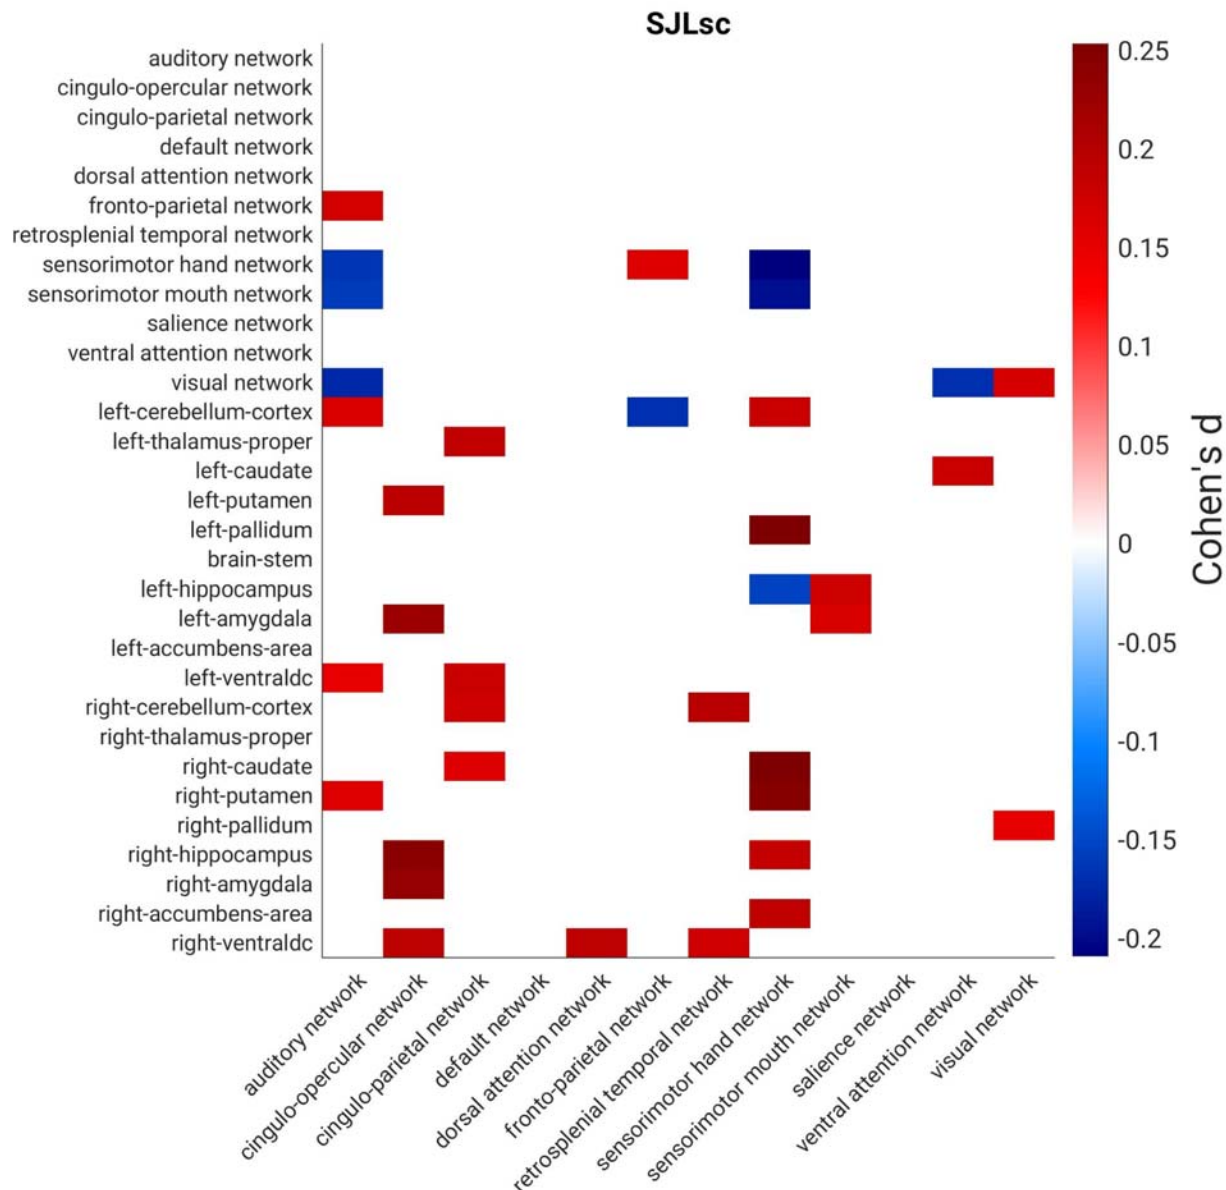 SJLsc
auditory network
cingulo-opercular network
cingulo-parietal network
default network
dorsal attention network
fronto-parietal network
retrosplenial temporal network
sensorimotor hand network
sensorimotor mouth network
salience network
ventral attention network
visual network
left-cerebellum-cortex
left-thalamus-proper
left-caudate
left-putamen
left-pallidum
brain-stem
left-hippocampus
left-amygdala
left-accumbens-area
left-ventraldc
right-cerebellum-cortex
right-thalamus-proper
right-caudate
right-putamen
right-pallidum
right-hippocampus
right-amygdala
right-accumbens-area
right-ventraldc
auditory network
cingulo-opercular network
cingulo-parietal network
default network
dorsal attention network
fronto-parietal network
retrosplenial temporal network
sensorimotor hand network
sensorimotor mouth network
salience network
ventral attention network
visual network
0.25
0.2
0.15
0.1
0.05
0
-0.05
-0.1
-0.15
-0.2
Cohen's d